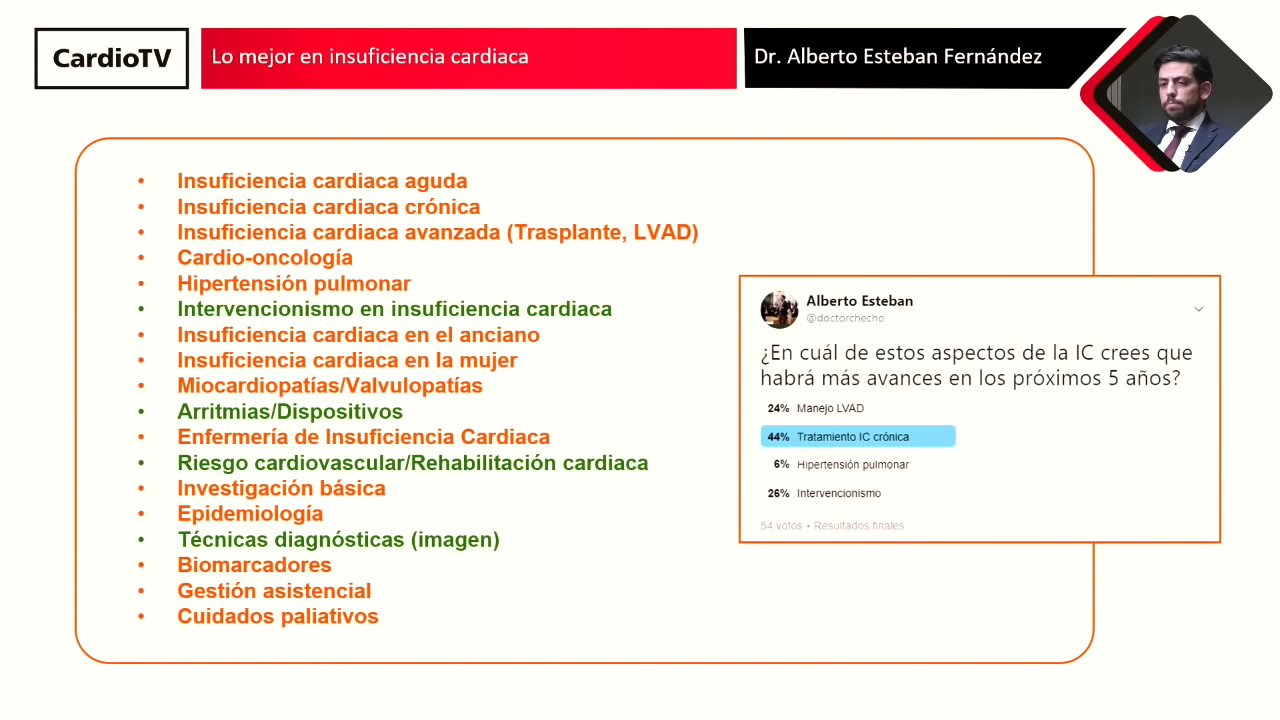 CardioTV
Lo mejor en insuficiencia cardiaca
Dr. Alberto Esteban Fernández
• Insuficiencia cardiaca aguda
• Insuficiencia cardiaca crónica
• Insuficiencia cardiaca avanzada (Trasplante, LVAD)
• Cardio-oncología
• Hipertensión pulmonar
• Intervencionismo en insuficiencia cardiaca
• Insuficiencia cardiaca en el anciano
• Insuficiencia cardiaca en la mujer
• Miocardiopatías/Valvulopatías
• Arritmias/Dispositivos
• Enfermería de Insuficiencia Cardiaca
• Riesgo cardiovascular/Rehabilitación cardiaca
• Investigación básica
• Epidemiología
• Técnicas diagnósticas (imagen)
• Biomarcadores
• Gestión asistencial
• Cuidados paliativos
Alberto Esteban
@doctorchecho
¿En cuál de estos aspectos de la IC crees que
habrá más avances en los próximos 5 años?
24% Manejo LVAD
44% Tratamiento IC crónica
6% Hipertensión pulmonar
26% Intervencionismo
54 votos • Resultados finales